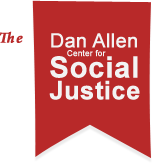 The
Dan Allen
Center for
Social
Justice